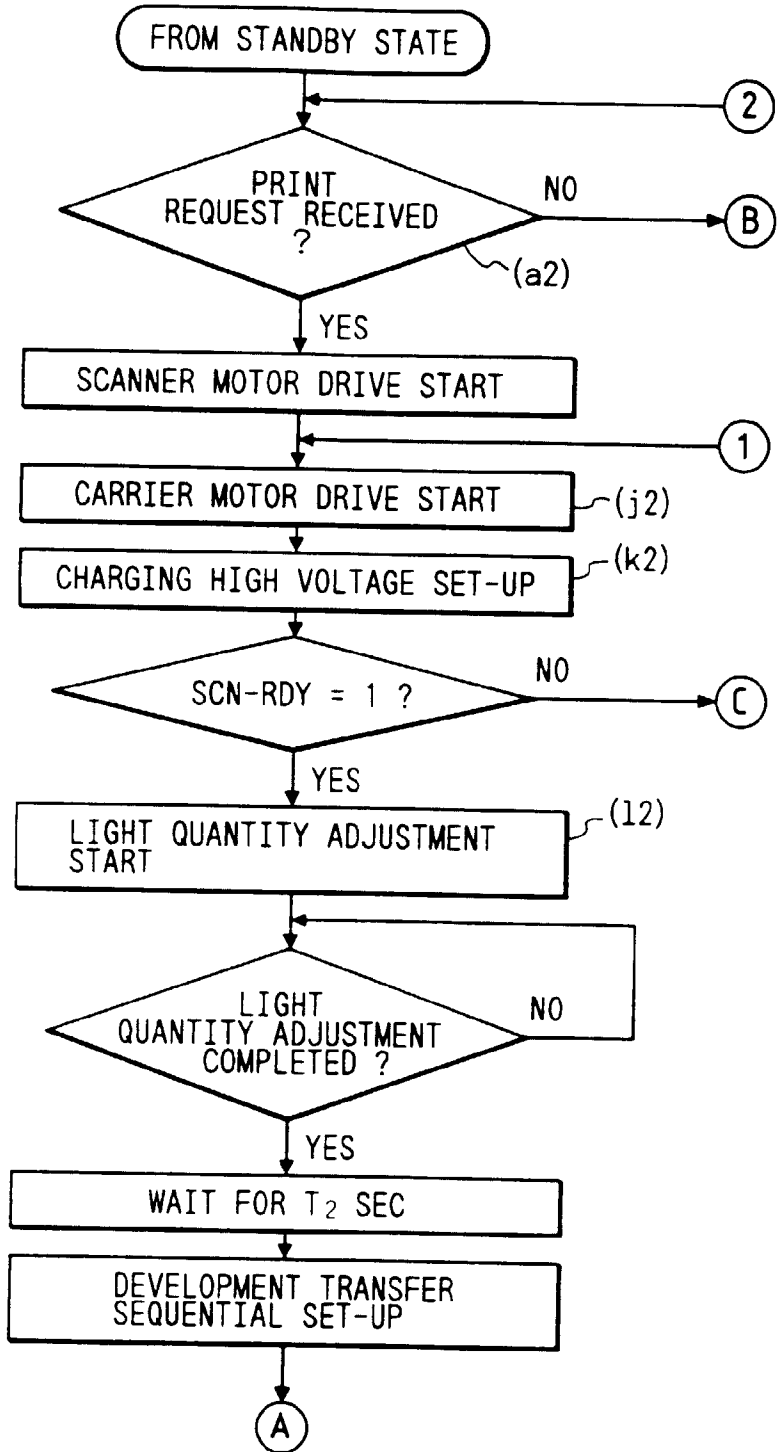 FROM STANDBY STATE
2
PRINT
REQUEST RECEIVED
?
NO
B
(a2)
YES
SCANNER MOTOR DRIVE START
1
CARRIER MOTOR DRIVE START
(j2)
CHARGING HIGH VOLTAGE SET-UP
(k2)
SCN-RDY = 1 ?
NO
C
YES
LIGHT QUANTITY ADJUSTMENT
START
(l2)
LIGHT
QUANTITY ADJUSTMENT
COMPLETED ?
NO
YES
WAIT FOR T₂ SEC
DEVELOPMENT TRANSFER
SEQUENTIAL SET-UP
A